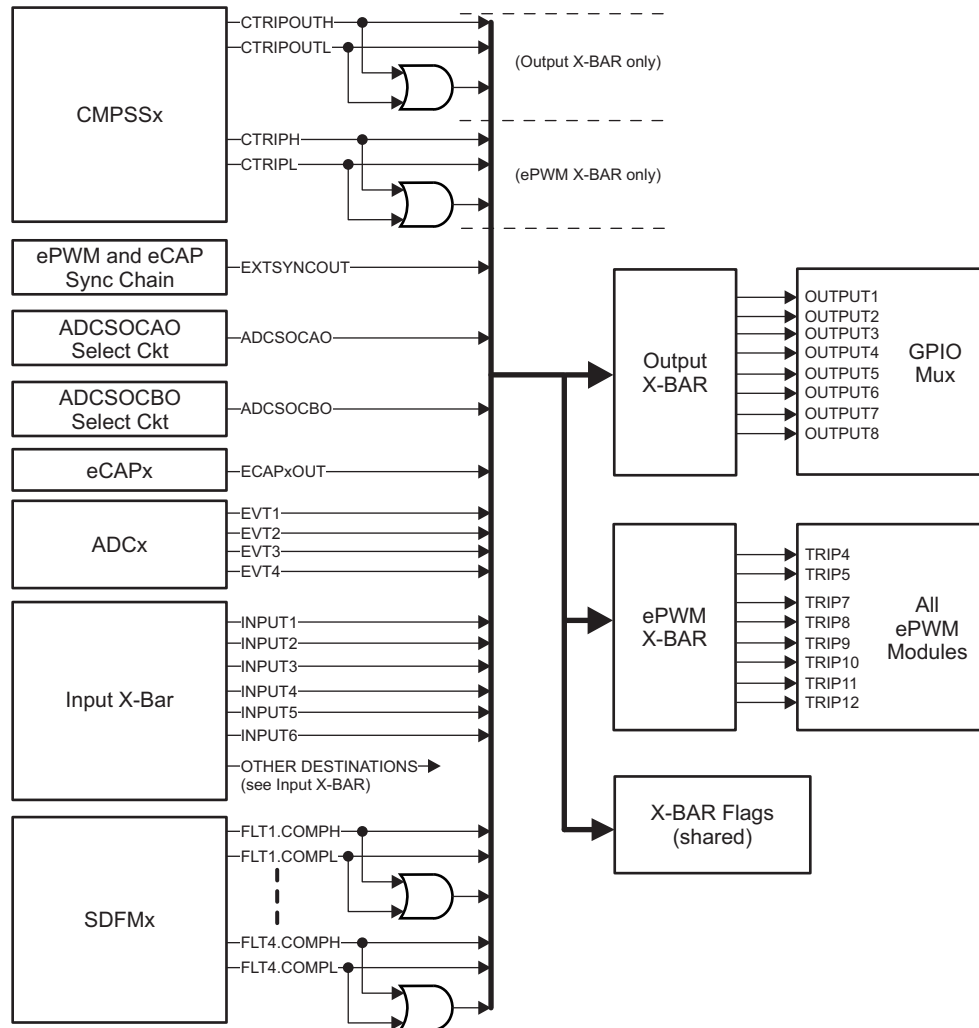 CMPSSx
CTRIPOUTH
CTRIPOUTL
(Output X-BAR only)
CTRIPH
CTRIPL
(ePWM X-BAR only)
ePWM and eCAP
Sync Chain
EXTSYNCOUT
ADCSOCAO
Select Ckt
ADCSOCAO
ADCSOCBO
Select Ckt
ADCSOCBO
eCAPx
ECAPxOUT
ADCx
EVT1
EVT2
EVT3
EVT4
Input X-Bar
INPUT1
INPUT2
INPUT3
INPUT4
INPUT5
INPUT6
OTHER DESTINATIONS
(see Input X-BAR)
SDFMx
FLT1.COMPH
FLT1.COMPL
FLT4.COMPH
FLT4.COMPL
Output
X-BAR
OUTPUT1
OUTPUT2
OUTPUT3
OUTPUT4
OUTPUT5
OUTPUT6
OUTPUT7
OUTPUT8
GPIO
Mux
ePWM
X-BAR
TRIP4
TRIP5
TRIP7
TRIP8
TRIP9
TRIP10
TRIP11
TRIP12
All
ePWM
Modules
X-BAR Flags
(shared)